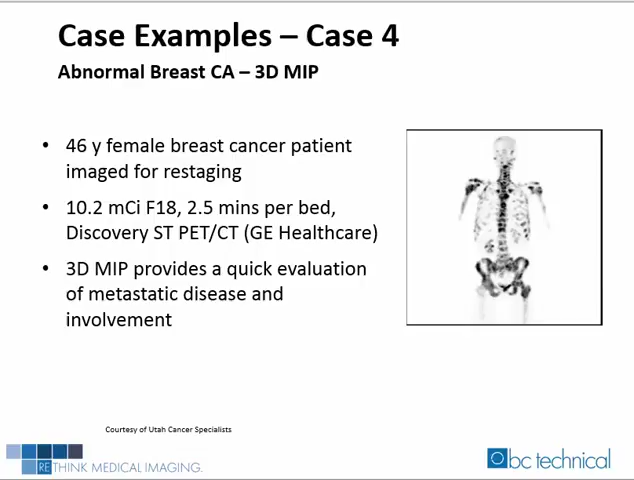 Case Examples – Case 4
Abnormal Breast CA – 3D MIP
• 46 y female breast cancer patient
imaged for restaging
• 10.2 mCi F18, 2.5 mins per bed,
Discovery ST PET/CT (GE Healthcare)
• 3D MIP provides a quick evaluation
of metastatic disease and
involvement
Courtesy of Utah Cancer Specialists
RETHINK MEDICAL IMAGING.
bc technical